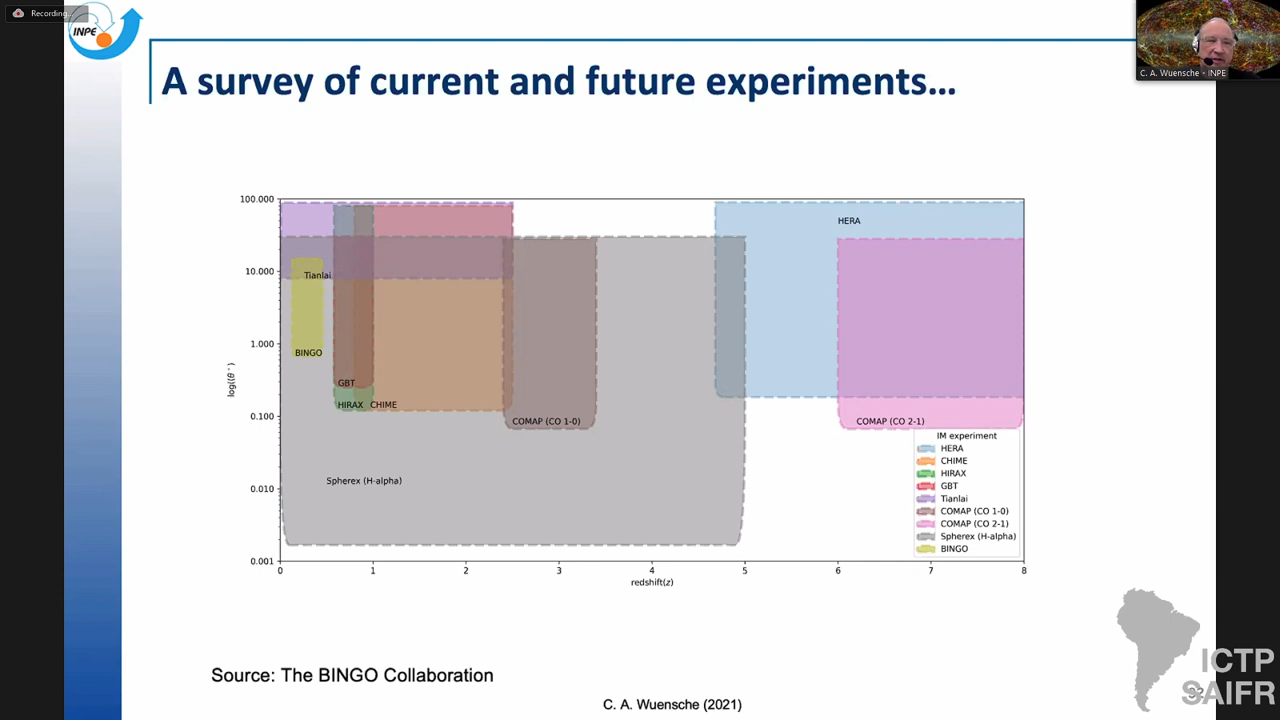 Recording...
INPE
C. A. Wuensche - INPE
A survey of current and future experiments...
100.000
10.000
1.000
0.100
0.010
0.001
log((θ°)
HERA
Tianlai
BINGO
GBT
HIRAX CHIME
COMAP (CO 1-0)
COMAP (CO 2-1)
Spherex (H-alpha)
IM experiment
HERA
CHIME
HIRAX
GBT
Tianlai
COMAP (CO 1-0)
COMAP (CO 2-1)
Spherex (H-alpha)
BINGO
0 1 2 3 4 5 6 7 8
redshift(z)
Source: The BINGO Collaboration
C. A. Wuensche (2021)
ICTP
SAIFR